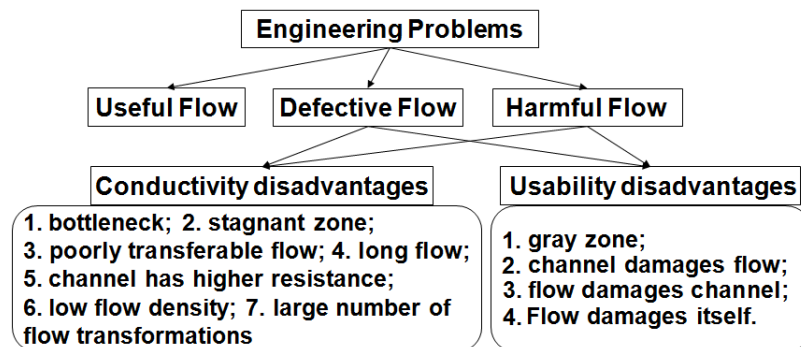 Engineering Problems
Useful Flow
Defective Flow
Harmful Flow
Conductivity disadvantages
1. bottleneck; 2. stagnant zone;
3. poorly transferable flow; 4. long flow;
5. channel has higher resistance;
6. low flow density; 7. large number of
flow transformations
Usability disadvantages
1. gray zone;
2. channel damages flow;
3. flow damages channel;
4. Flow damages itself.